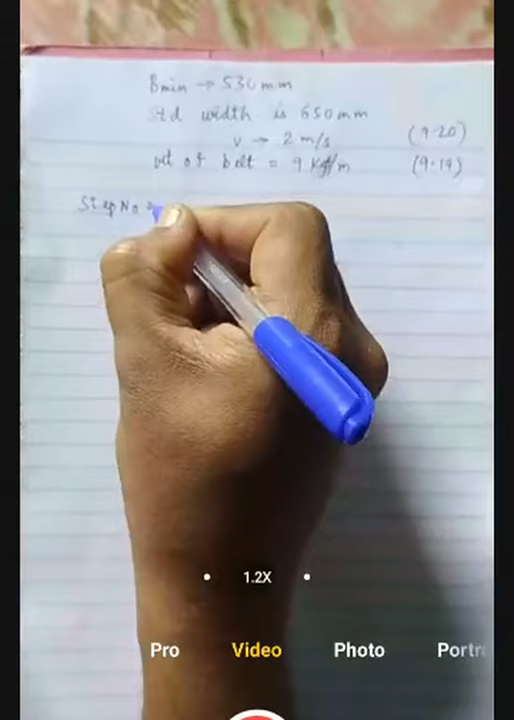 Bmin → 530 mm
Std width is 650 mm
v → 2 m/s (9.20)
wt of belt = 9 Kgf/m (9.19)
Step No
1.2X
Pro Video Photo Portr